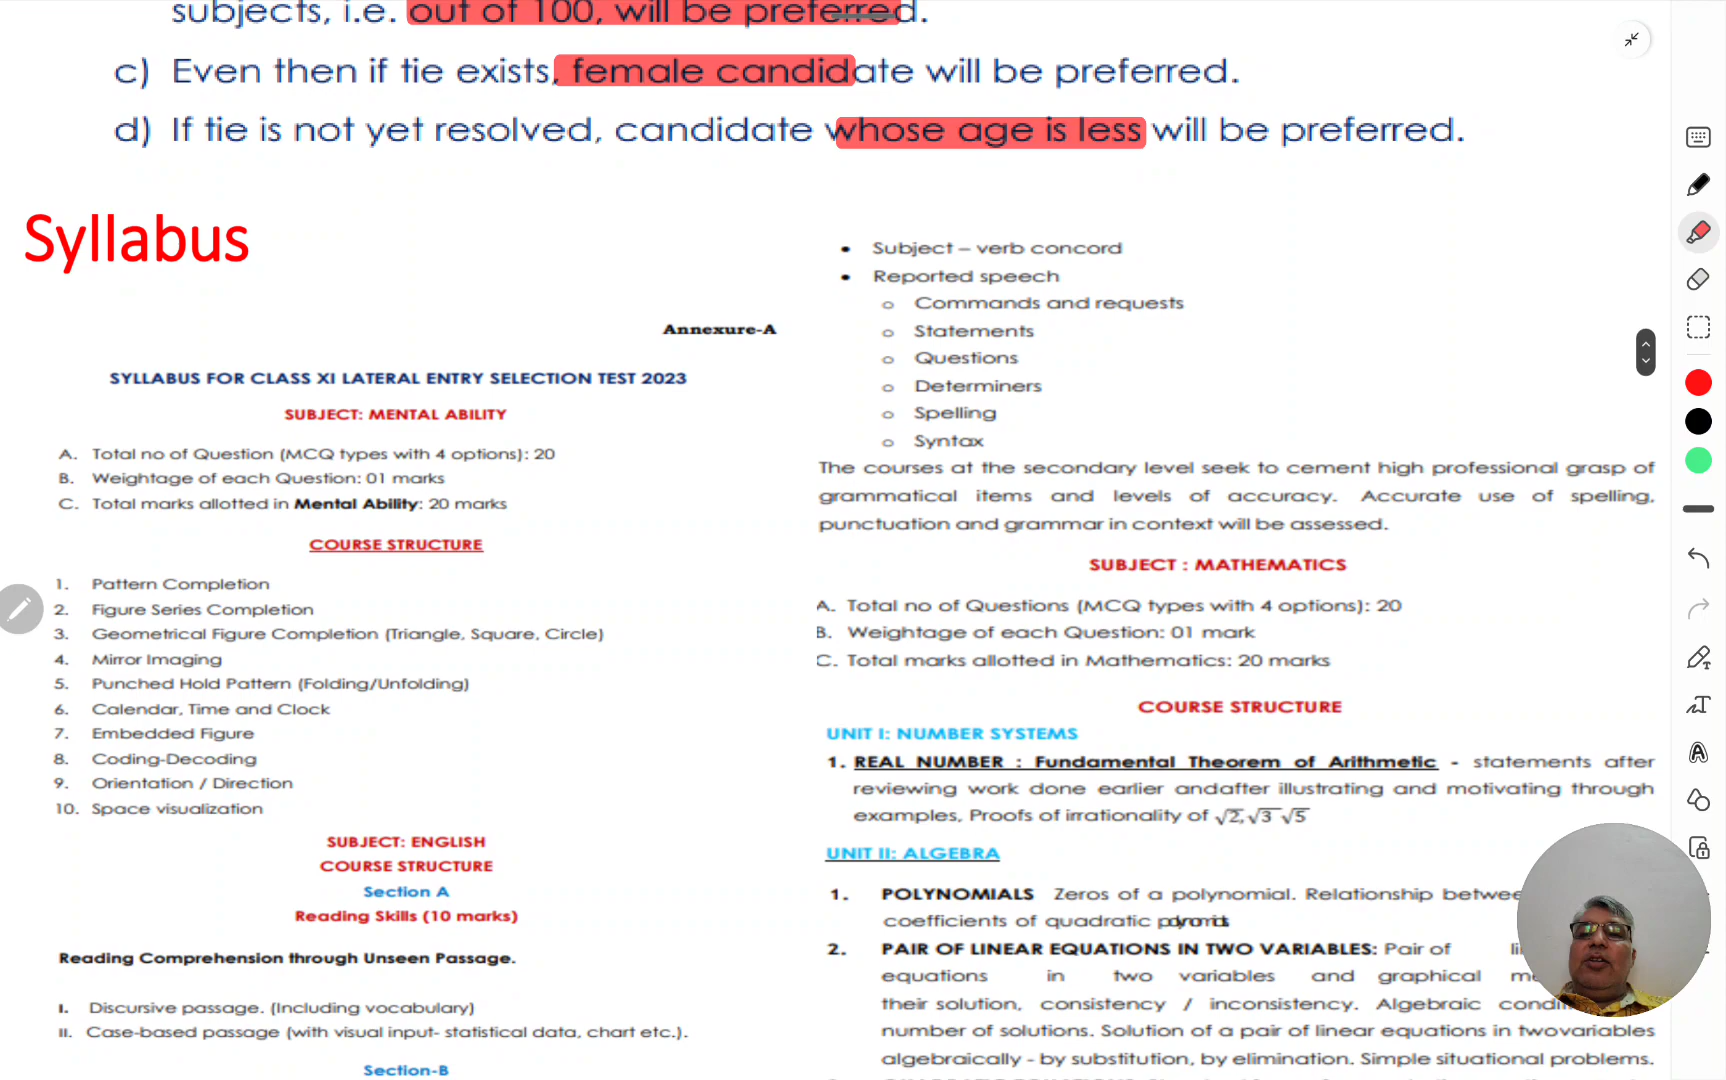 subjects, i.e. out of 100, will be preferred.
c) Even then if tie exists, female candidate will be preferred.
d) If tie is not yet resolved, candidate whose age is less will be preferred.
Syllabus
Annexure-A
SYLLABUS FOR CLASS XI LATERAL ENTRY SELECTION TEST 2023
SUBJECT: MENTAL ABILITY
A. Total no of Question (MCQ types with 4 options): 20
B. Weightage of each Question: 01 marks
C. Total marks allotted in Mental Ability: 20 marks
COURSE STRUCTURE
1. Pattern Completion
2. Figure Series Completion
3. Geometrical Figure Completion (Triangle, Square, Circle)
4. Mirror Imaging
5. Punched Hold Pattern (Folding/Unfolding)
6. Calendar, Time and Clock
7. Embedded Figure
8. Coding-Decoding
9. Orientation / Direction
10. Space visualization
SUBJECT: ENGLISH
COURSE STRUCTURE
Section A
Reading Skills (10 marks)
Reading Comprehension through Unseen Passage.
I. Discursive passage. (Including vocabulary)
II. Case-based passage (with visual input- statistical data, chart etc.).
Section-B
• Subject – verb concord
• Reported speech
o Commands and requests
o Statements
o Questions
o Determiners
o Spelling
o Syntax
The courses at the secondary level seek to cement high professional grasp of
grammatical items and levels of accuracy. Accurate use of spelling,
punctuation and grammar in context will be assessed.
SUBJECT : MATHEMATICS
A. Total no of Questions (MCQ types with 4 options): 20
B. Weightage of each Question: 01 mark
C. Total marks allotted in Mathematics: 20 marks
COURSE STRUCTURE
UNIT I: NUMBER SYSTEMS
1. REAL NUMBER : Fundamental Theorem of Arithmetic - statements after
reviewing work done earlier andafter illustrating and motivating through
examples, Proofs of irrationality of √2, √3 √5
UNIT II: ALGEBRA
1. POLYNOMIALS Zeros of a polynomial. Relationship
coefficients of quadratic
2. PAIR OF LINEAR EQUATIONS IN TWO VARIABLES: Pair of
equations in two variables and graphical
their solution, consistency / inconsistency. Algebraic
number of solutions. Solution of a pair of linear equations in twovariables
algebraically - by substitution, by elimination. Simple situational problems.